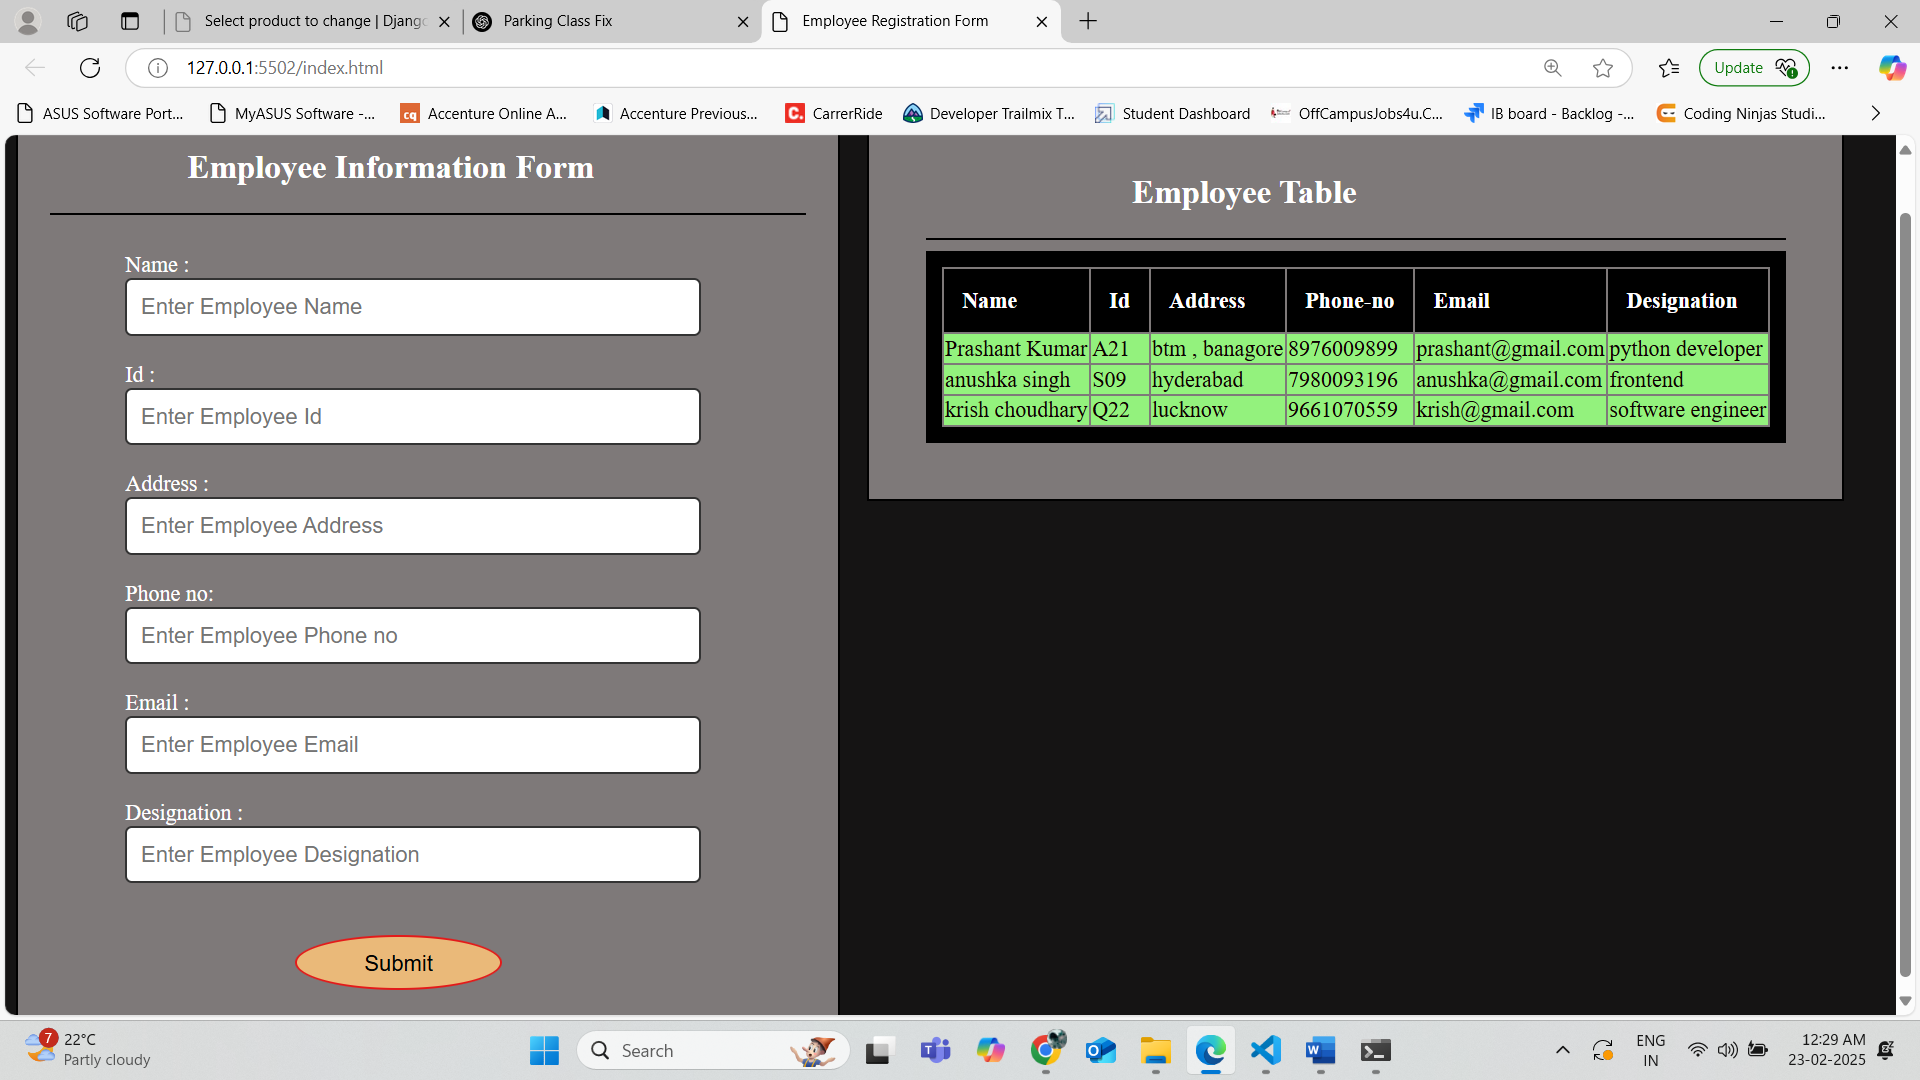 Select product to change | Django
Parking Class Fix
Employee Registration Form
127.0.0.1:5502/index.html
Update
ASUS Software Port...
MyASUS Software -...
cq Accenture Online A...
Accenture Previous...
C. CarrerRide
Developer Trailmix T...
Student Dashboard
OffCampusJobs4u.C...
IB board - Backlog -...
Coding Ninjas Studi...
Employee Information Form
Name :
Enter Employee Name
Id :
Enter Employee Id
Address :
Enter Employee Address
Phone no:
Enter Employee Phone no
Email :
Enter Employee Email
Designation :
Enter Employee Designation
Submit
Employee Table
Name Id Address Phone-no Email Designation
Prashant Kumar A21 btm , banagore 8976009899 prashant@gmail.com python developer
anushka singh S09 hyderabad 7980093196 anushka@gmail.com frontend
krish choudhary Q22 lucknow 9661070559 krish@gmail.com software engineer
7
22°C
Partly cloudy
Search
ENG
IN
12:29 AM
23-02-2025